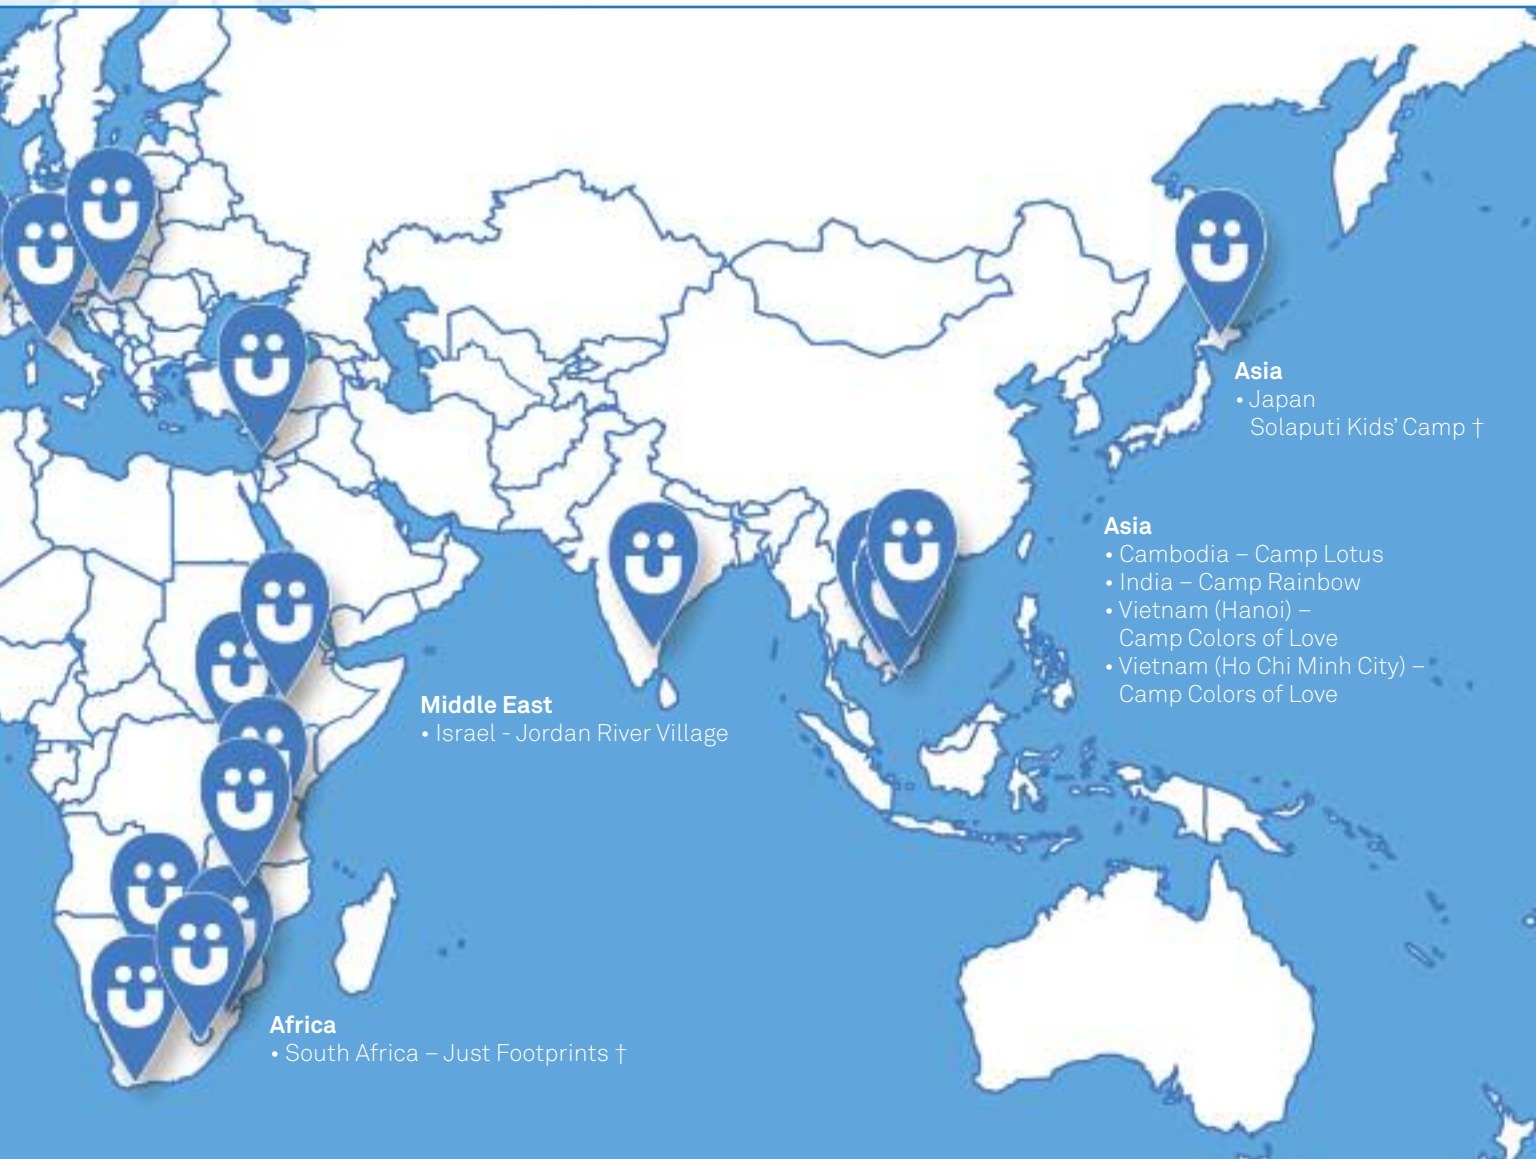 Asia
• Japan
Solaputi Kids’ Camp †
Asia
• Cambodia – Camp Lotus
• India – Camp Rainbow
• Vietnam (Hanoi) –
Camp Colors of Love
• Vietnam (Ho Chi Minh City) –
Camp Colors of Love
Middle East
• Israel - Jordan River Village
Africa
• South Africa – Just Footprints †